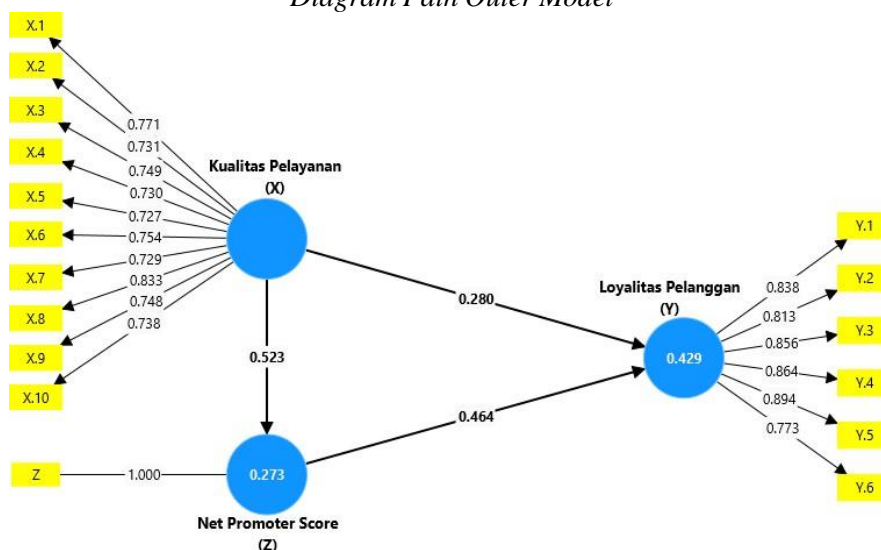 Diagram Path Outer Model
X.1
X.2
X.3
X.4
X.5
X.6
X.7
X.8
X.9
X.10
0.771
0.731
0.749
0.730
0.727
0.754
0.729
0.833
0.748
0.738
Kualitas Pelayanan
(X)
0.280
0.523
0.464
Z
1.000
0.273
Net Promoter Score
(Z)
Loyalitas Pelanggan
(Y)
0.429
0.838
0.813
0.856
0.864
0.894
0.773
Y.1
Y.2
Y.3
Y.4
Y.5
Y.6